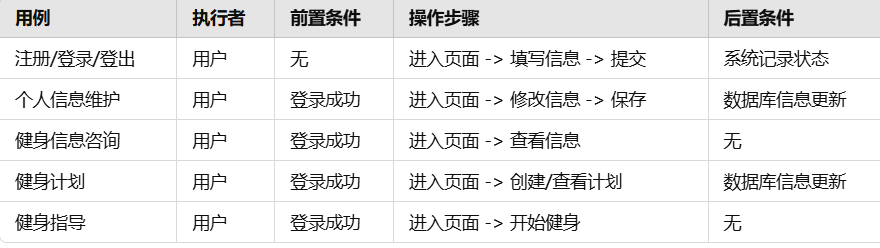 用例 执行者 前置条件 操作步骤 后置条件
注册/登录/登出 用户 无 进入页面 -> 填写信息 -> 提交 系统记录状态
个人信息维护 用户 登录成功 进入页面 -> 修改信息 -> 保存 数据库信息更新
健身信息咨询 用户 登录成功 进入页面 -> 查看信息 无
健身计划 用户 登录成功 进入页面 -> 创建/查看计划 数据库信息更新
健身指导 用户 登录成功 进入页面 -> 开始健身 无